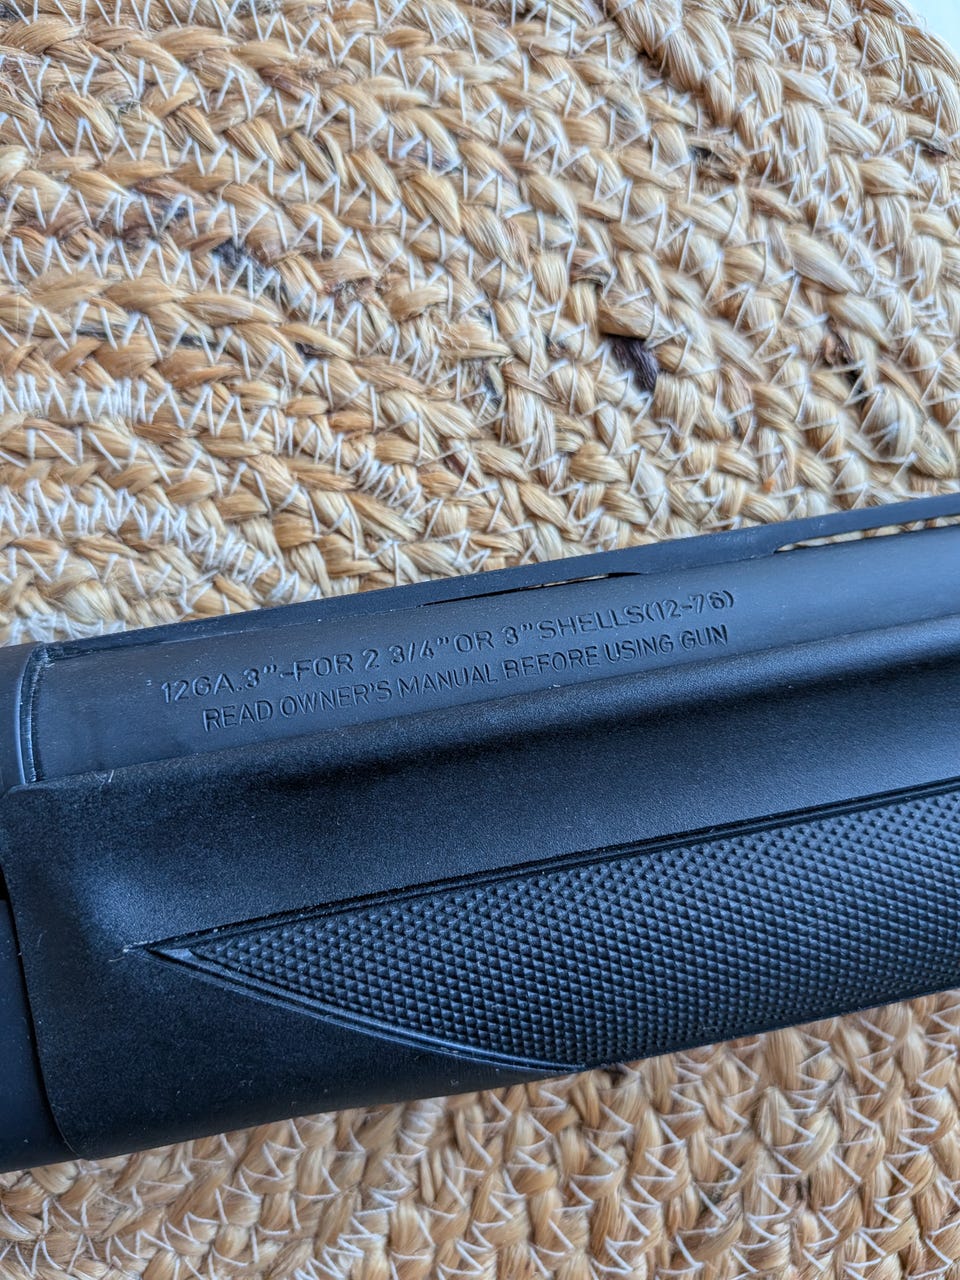 12GA.3"-FOR 2 3/4"OR 3"SHELLS(12-76)
READ OWNER'S MANUAL BEFORE USING GUN